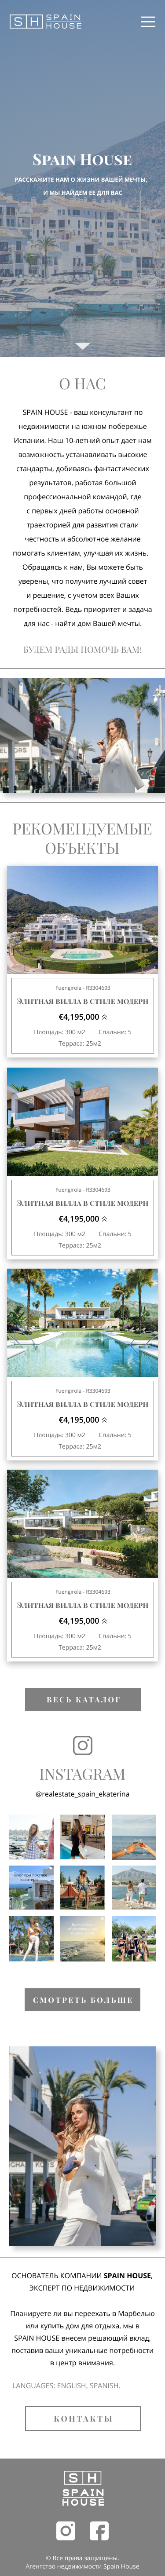 SH SPAIN
HOUSE
SPAIN HOUSE
РАССКАЖИТЕ НАМ О ЖИЗНИ ВАШЕЙ МЕЧТЫ,
И МЫ НАЙДЕМ ЕЕ ДЛЯ ВАС
О НАС
SPAIN HOUSE - ваш консультант по
недвижимости на южном побережье
Испании. Наш 10-летний опыт дает нам
возможность устанавливать высокие
стандарты, добиваясь фантастических
результатов, работая большой
профессиональной командой, где
с первых дней работы основной
траекторией для развития стали
честность и абсолютное желание
помогать клиентам, улучшая их жизнь.
Обращаясь к нам, Вы можете быть
уверены, что получите лучший совет
и решение, с учетом всех Ваших
потребностей. Ведь приоритет и задача
для нас - найти дом Вашей мечты.
БУДЕМ РАДЫ ПОМОЧЬ ВАМ!
РЕКОМЕНДУЕМЫЕ
ОБЪЕКТЫ
Fuengirola - R3304693
ЭЛИТНАЯ ВИЛЛА В СТИЛЕ МОДЕРН
€4,195,000
Площадь: 300 м2 Спальни: 5
Терраса: 25м2
Fuengirola - R3304693
ЭЛИТНАЯ ВИЛЛА В СТИЛЕ МОДЕРН
€4,195,000
Площадь: 300 м2 Спальни: 5
Терраса: 25м2
Fuengirola - R3304693
ЭЛИТНАЯ ВИЛЛА В СТИЛЕ МОДЕРН
€4,195,000
Площадь: 300 м2 Спальни: 5
Терраса: 25м2
Fuengirola - R3304693
ЭЛИТНАЯ ВИЛЛА В СТИЛЕ МОДЕРН
€4,195,000
Площадь: 300 м2 Спальни: 5
Терраса: 25м2
ВЕСЬ КАТАЛОГ
INSTAGRAM
@realestate_spain_ekaterina
СМОТРЕТЬ БОЛЬШЕ
ОСНОВАТЕЛЬ КОМПАНИИ SPAIN HOUSE,
ЭКСПЕРТ ПО НЕДВИЖИМОСТИ
Планируете ли вы переехать в Марбелью
или купить дом для отдыха, мы в
SPAIN HOUSE внесем решающий вклад,
поставив ваши уникальные потребности
в центр внимания.
LANGUAGES: ENGLISH, SPANISH.
КОНТАКТЫ
SH
SPAIN
HOUSE
© Все права защищены.
Агентство недвижимости Spain House